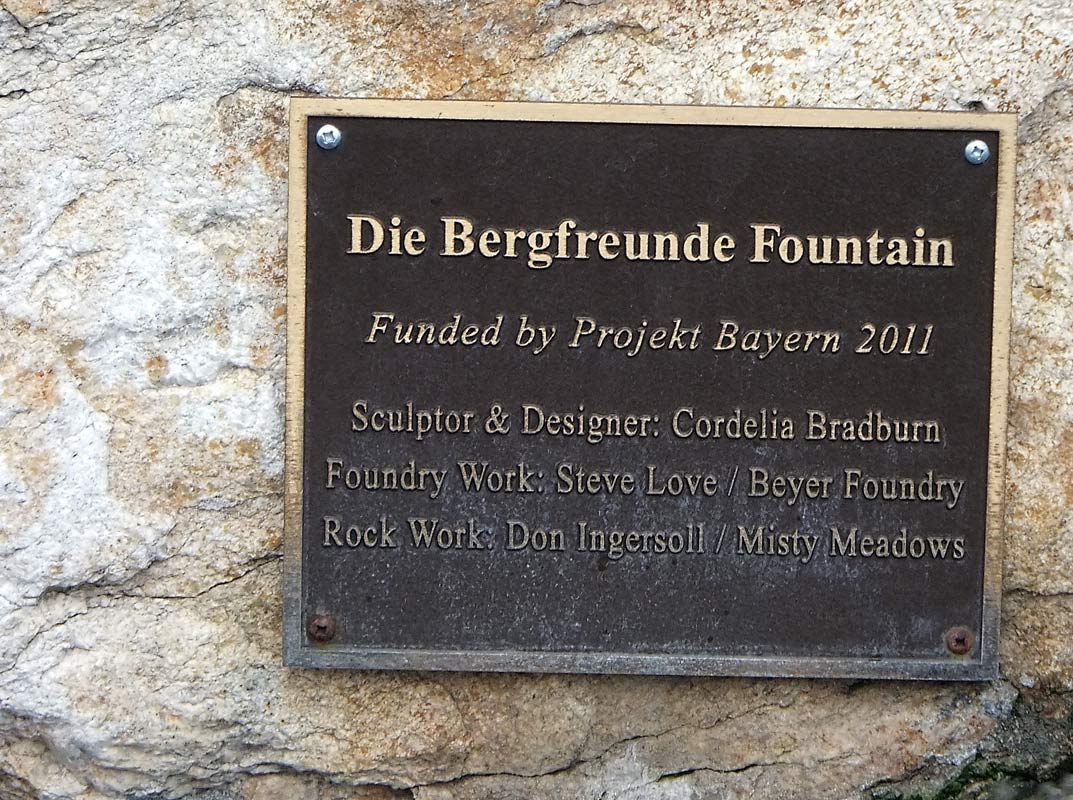 Die Bergfreunde Fountain
Funded by Projekt Bayern 2011
Sculptor & Designer: Cordelia Bradburn
Foundry Work: Steve Love / Beyer Foundry
Rock Work: Don Ingersoll / Misty Meadows